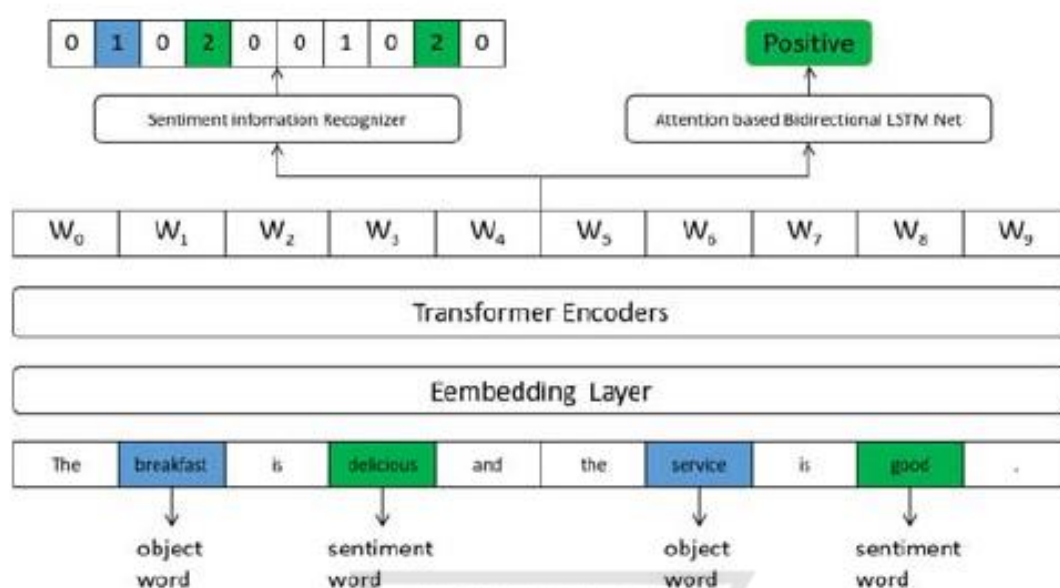 0 1 0 2 0 0 1 0 2 0
Positive
Sentiment Infomation Recognizer
Attention based Bidirectional LSTM Net
W0 W1 W2 W3 W4 W5 W6 W7 W8 W9
Transformer Encoders
Eembedding Layer
The breakfast is delicious and the service is good .
object word
sentiment word
object word
sentiment word